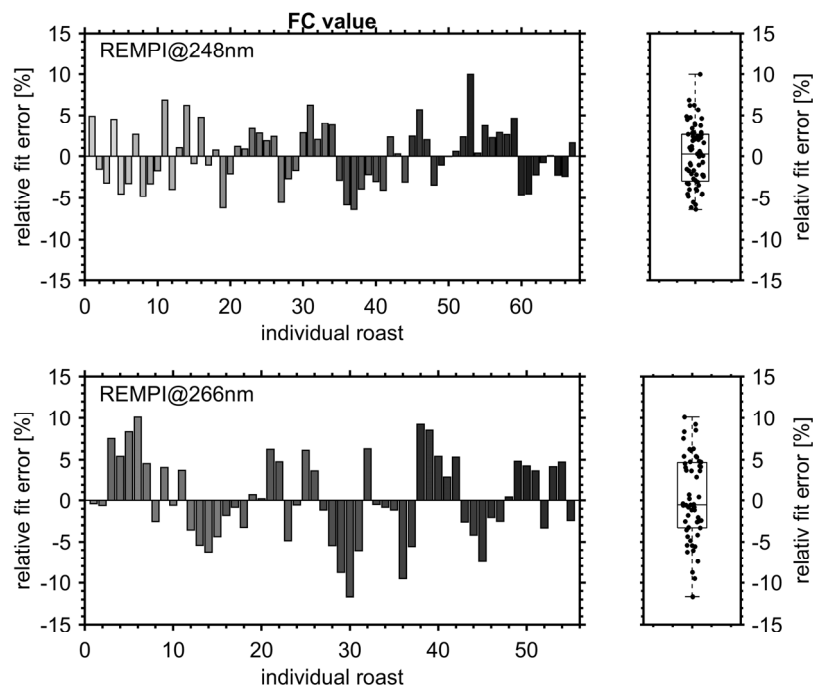 FC value
REMPI@248nm
relative fit error [%]
15
10
5
0
-5
-10
-15
0 10 20 30 40 50 60
individual roast
15
10
5
0
-5
-10
-15
relativ fit error [%]
REMPI@266nm
relative fit error [%]
15
10
5
0
-5
-10
-15
0 10 20 30 40 50
individual roast
15
10
5
0
-5
-10
-15
relativ fit error [%]